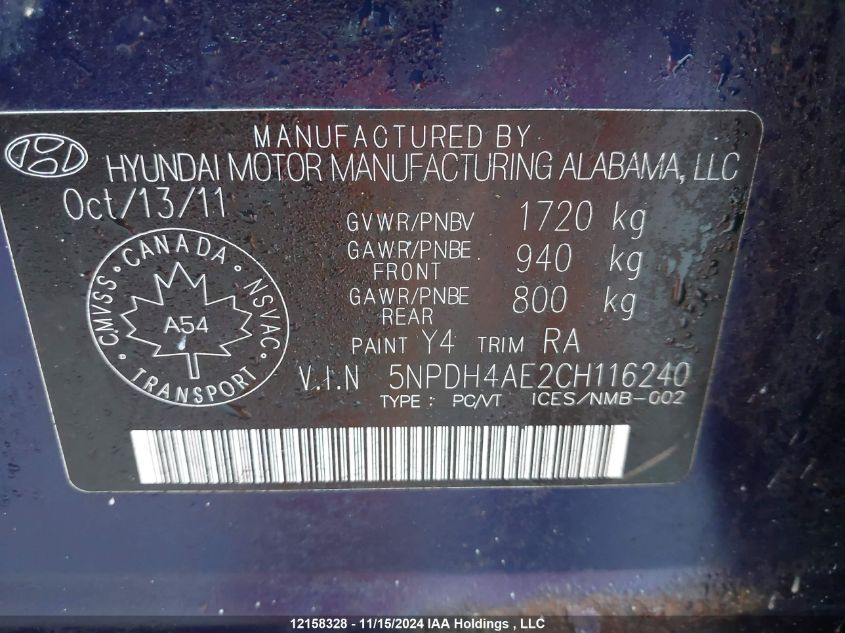 MANUFACTURED BY
HYUNDAI MOTOR MANUFACTURING ALABAMA, LLC
Oct/13/11
GVWR/PNBV 1720 kg
GAWR/PNBE FRONT 940 kg
GAWR/PNBE REAR 800 kg
CANADA · NSVAC · TRANSPORT · CMVSS ·
A54
PAINT Y4 TRIM RA
V.I.N 5NPDH4AE2CH116240
TYPE : PC/VT ICES/NMB-002
12158328 - 11/15/2024 IAA Holdings , LLC